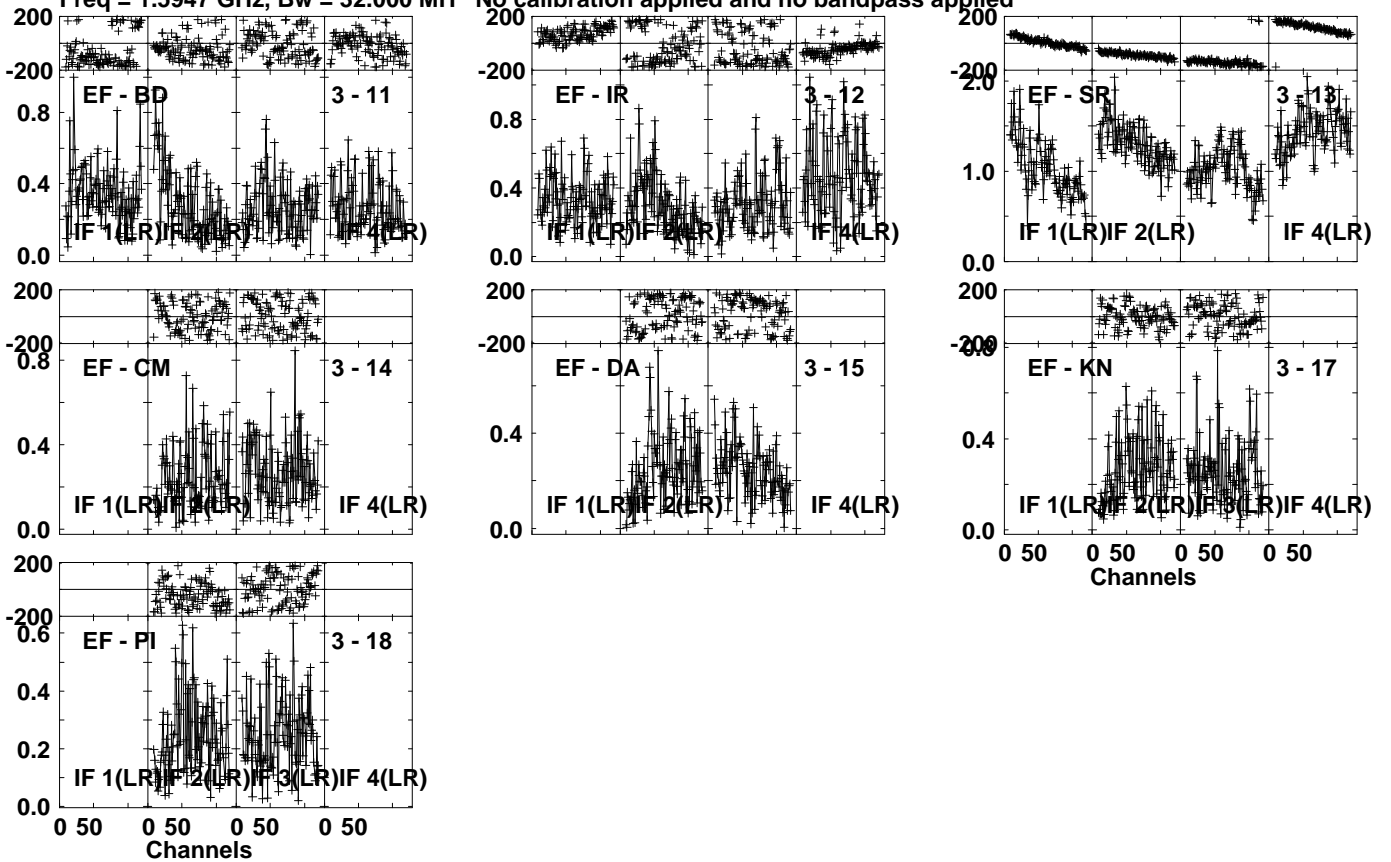 Freq = 1.5947 GHz, Bw = 32.000 MH No calibration applied and no bandpass applied
200
-200
EF - BD 3 - 11
0.8
0.4
0.0
IF 1(LR) IF 2(LR) IF 4(LR)
200
-200
EF - IR 3 - 12
0.8
0.4
0.0
IF 1(LR) IF 2(LR) IF 4(LR)
200
-200
2.0
EF - SR 3 - 13
1.0
0.0
IF 1(LR) IF 2(LR) IF 4(LR)
200
-200
0.8
EF - CM 3 - 14
0.4
0.0
IF 1(LR) IF 3(LR) IF 4(LR)
200
-200
EF - DA 3 - 15
0.4
0.0
IF 1(LR) IF 2(LR) IF 4(LR)
200
-200
0.8
EF - KN 3 - 17
0.4
0.0
IF 1(LR) IF 2(LR) IF 3(LR) IF 4(LR)
0 50 0 50 0 50 0 50
Channels
200
-200
0.6
EF - PI 3 - 18
0.4
0.2
0.0
IF 1(LR) IF 2(LR) IF 3(LR) IF 4(LR)
0 50 0 50 0 50 0 50
Channels